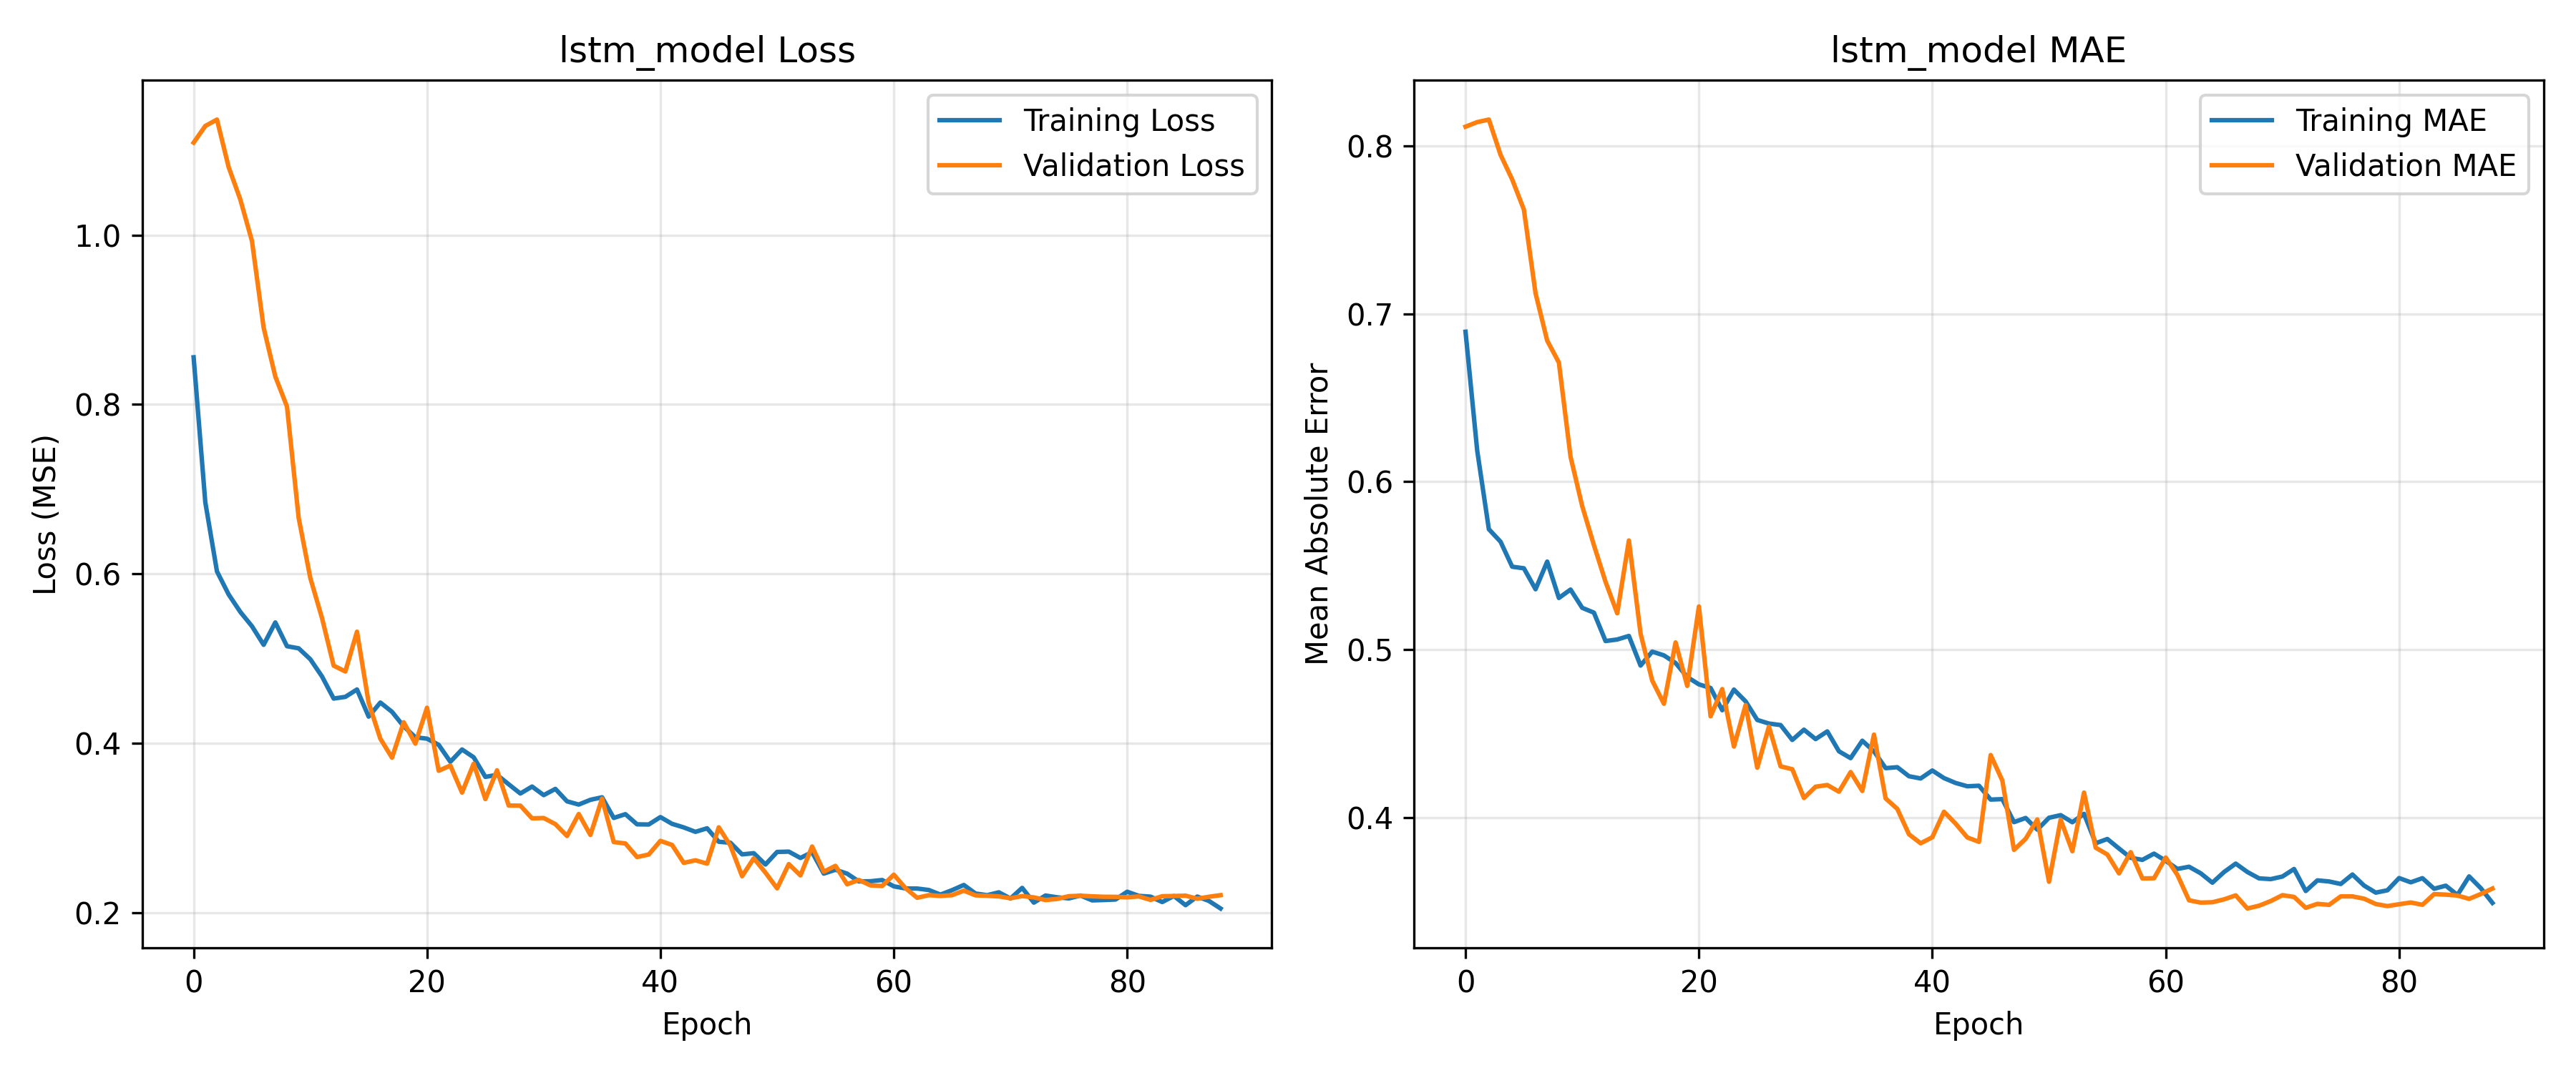 lstm_model Loss
Training Loss
Validation Loss
Loss (MSE)
1.0
0.8
0.6
0.4
0.2
0 20 40 60 80
Epoch
lstm_model MAE
Training MAE
Validation MAE
Mean Absolute Error
0.8
0.7
0.6
0.5
0.4
0 20 40 60 80
Epoch